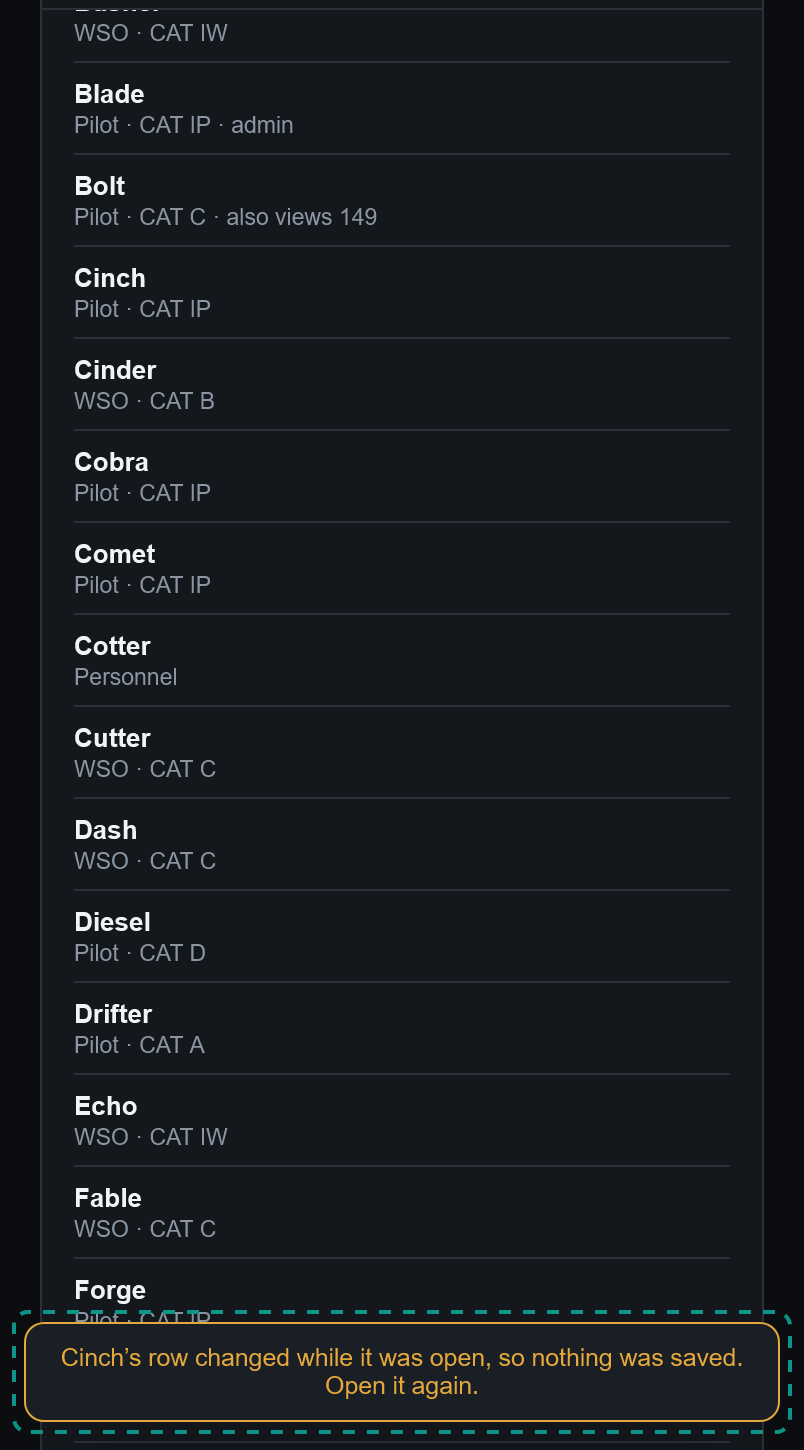 WSO · CAT IW
Blade
Pilot · CAT IP · admin
Bolt
Pilot · CAT C · also views 149
Cinch
Pilot · CAT IP
Cinder
WSO · CAT B
Cobra
Pilot · CAT IP
Comet
Pilot · CAT IP
Cotter
Personnel
Cutter
WSO · CAT C
Dash
WSO · CAT C
Diesel
Pilot · CAT D
Drifter
Pilot · CAT A
Echo
WSO · CAT IW
Fable
WSO · CAT C
Forge
Pilot · CAT IP
Cinch’s row changed while it was open, so nothing was saved.
Open it again.